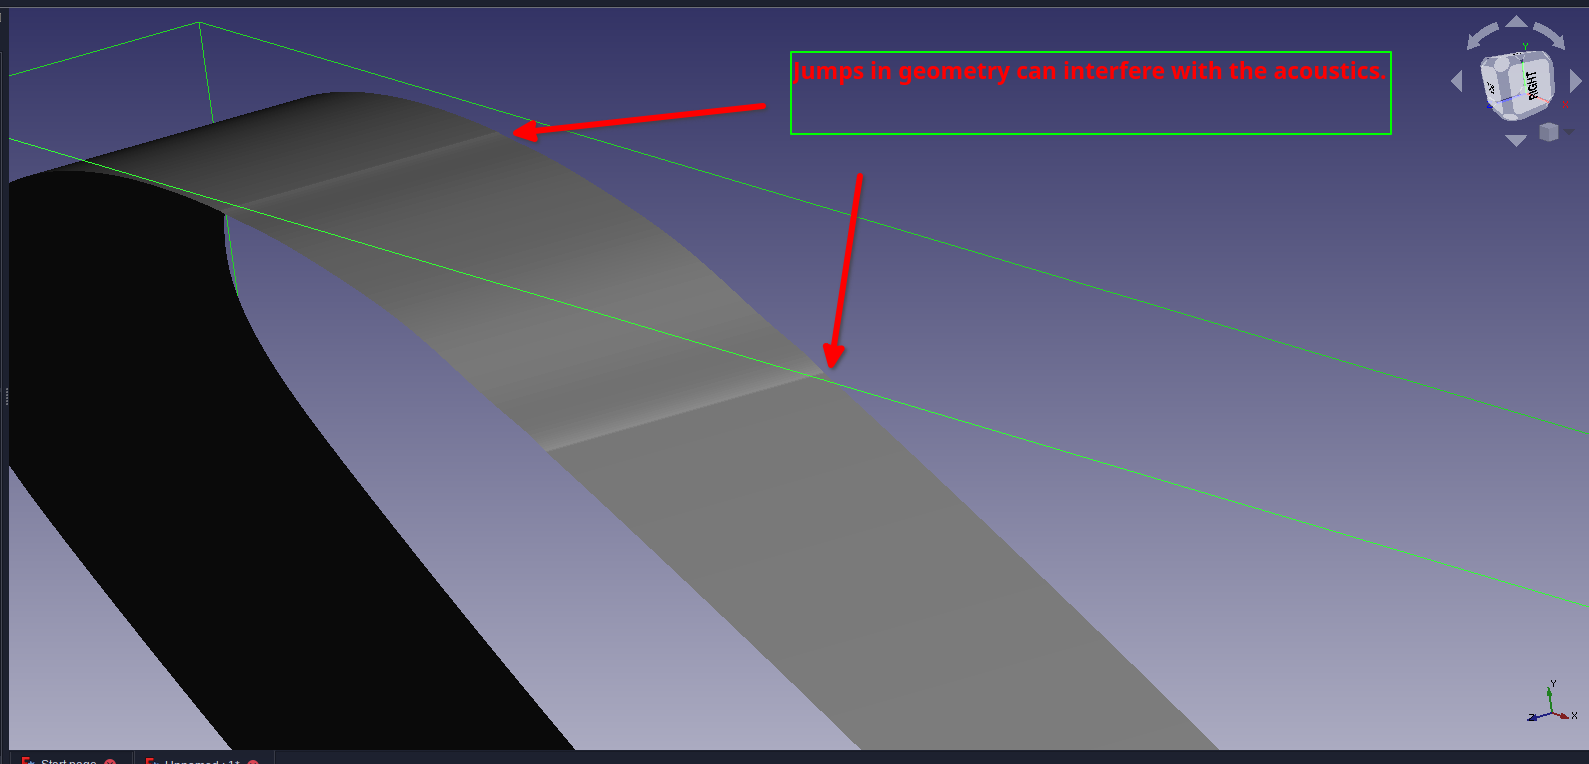 Jumps in geometry can interfere with the acoustics.
Y
RIGHT
Y
X
Z
Start page
Unnamed : 1*